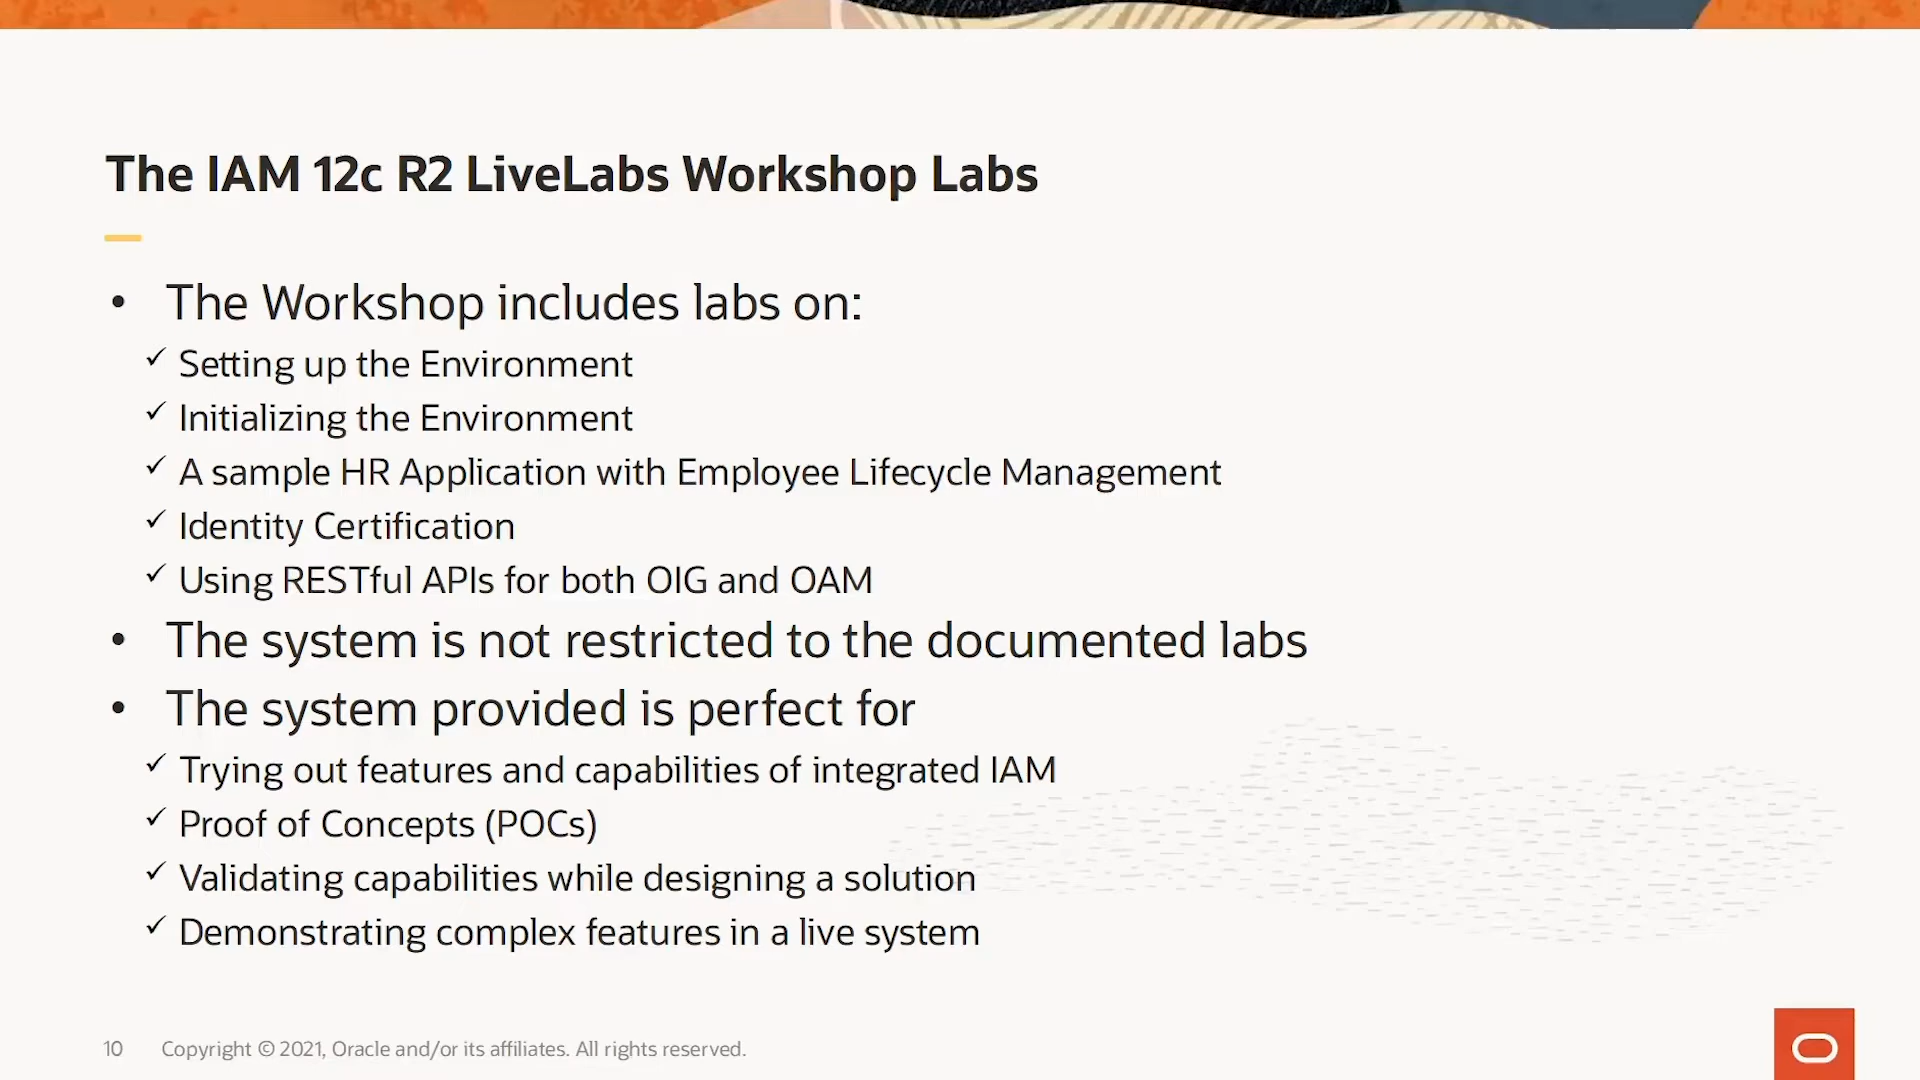 The IAM 12c R2 LiveLabs Workshop Labs
• The Workshop includes labs on:
✓ Setting up the Environment
✓ Initializing the Environment
✓ A sample HR Application with Employee Lifecycle Management
✓ Identity Certification
✓ Using RESTful APIs for both OIG and OAM
• The system is not restricted to the documented labs
• The system provided is perfect for
✓ Trying out features and capabilities of integrated IAM
✓ Proof of Concepts (POCs)
✓ Validating capabilities while designing a solution
✓ Demonstrating complex features in a live system
10 Copyright © 2021, Oracle and/or its affiliates. All rights reserved.